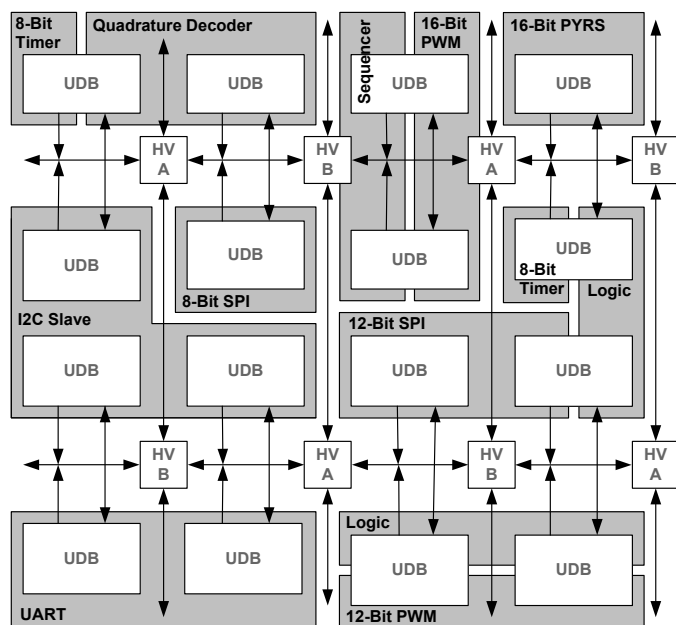 8-Bit
Timer
Quadrature Decoder
Sequencer
16-Bit
PWM
16-Bit PYRS
UDB
UDB
UDB
UDB
HV
A
HV
B
HV
A
HV
B
UDB
UDB
UDB
UDB
8-Bit SPI
8-Bit
Timer
Logic
I2C Slave
12-Bit SPI
UDB
UDB
UDB
UDB
HV
B
HV
A
HV
B
HV
A
Logic
UDB
UDB
UDB
UDB
UART
12-Bit PWM